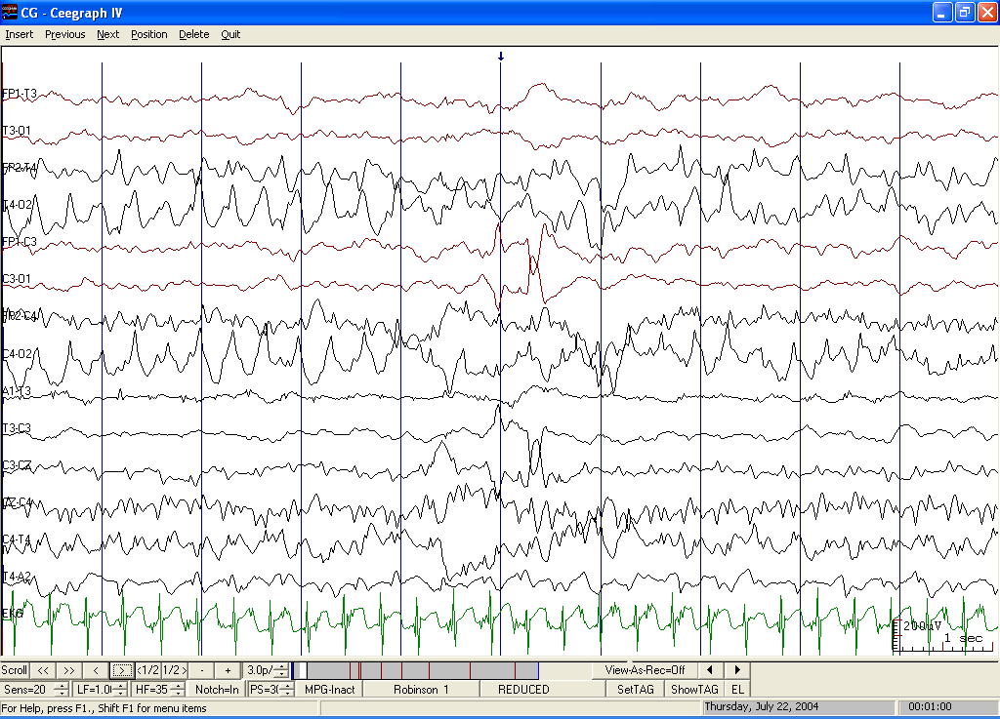 CG - Ceegraph IV
Insert Previous Next Position Delete Quit
FP1-T3
T3-O1
FP2-T4
T4-O2
FP1-C3
C3-O1
FP2-C4
C4-O2
A1-T3
T3-C3
C3-CZ
CZ-C4
C4-T4
T4-A2
EKG
200uV
1 sec
Scroll << >> < > <1/2 1/2> - + 3.0p/ View-As-Rec=Off
Sens=20 LF=1.0 HF=35 Notch=In PS=3 MPG-Inact Robinson 1 REDUCED SetTAG ShowTAG EL
For Help, press F1., Shift F1 for menu items Thursday, July 22, 2004 00:01:00